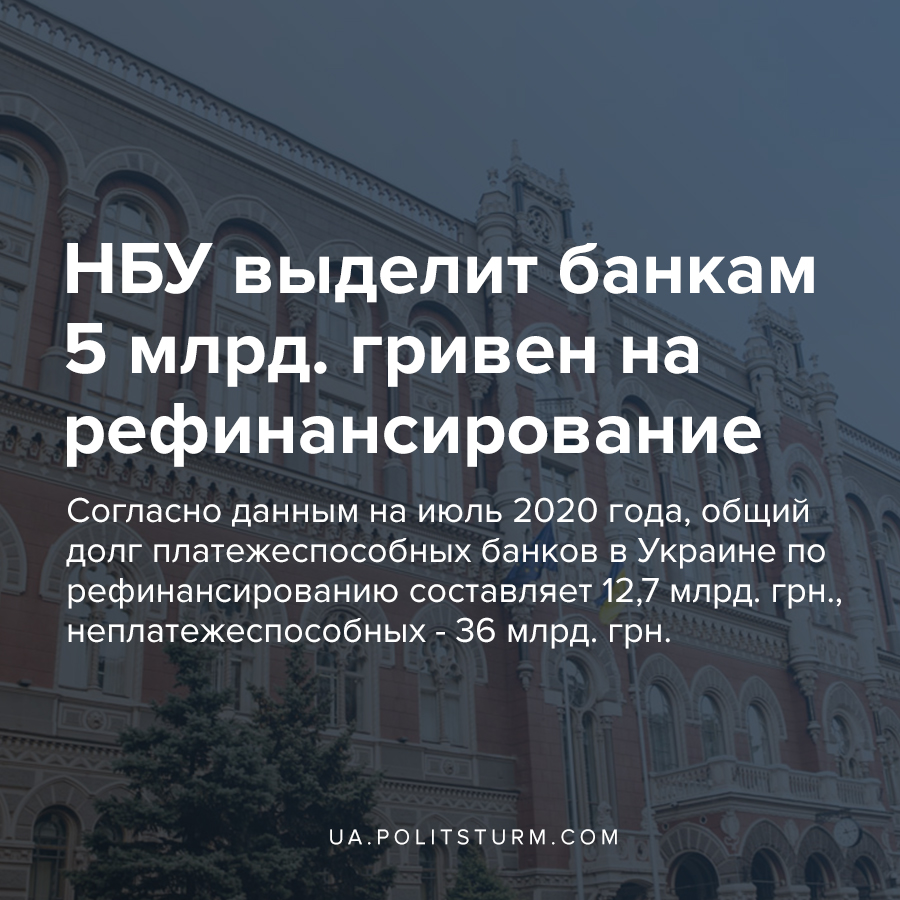 НБУ выделит банкам
5 млрд. гривен на
рефинансирование
Согласно данным на июль 2020 года, общий
долг платежеспособных банков в Украине по
рефинансированию составляет 12,7 млрд. грн.,
неплатежеспособных - 36 млрд. грн.
UA.POLITSTURM.COM